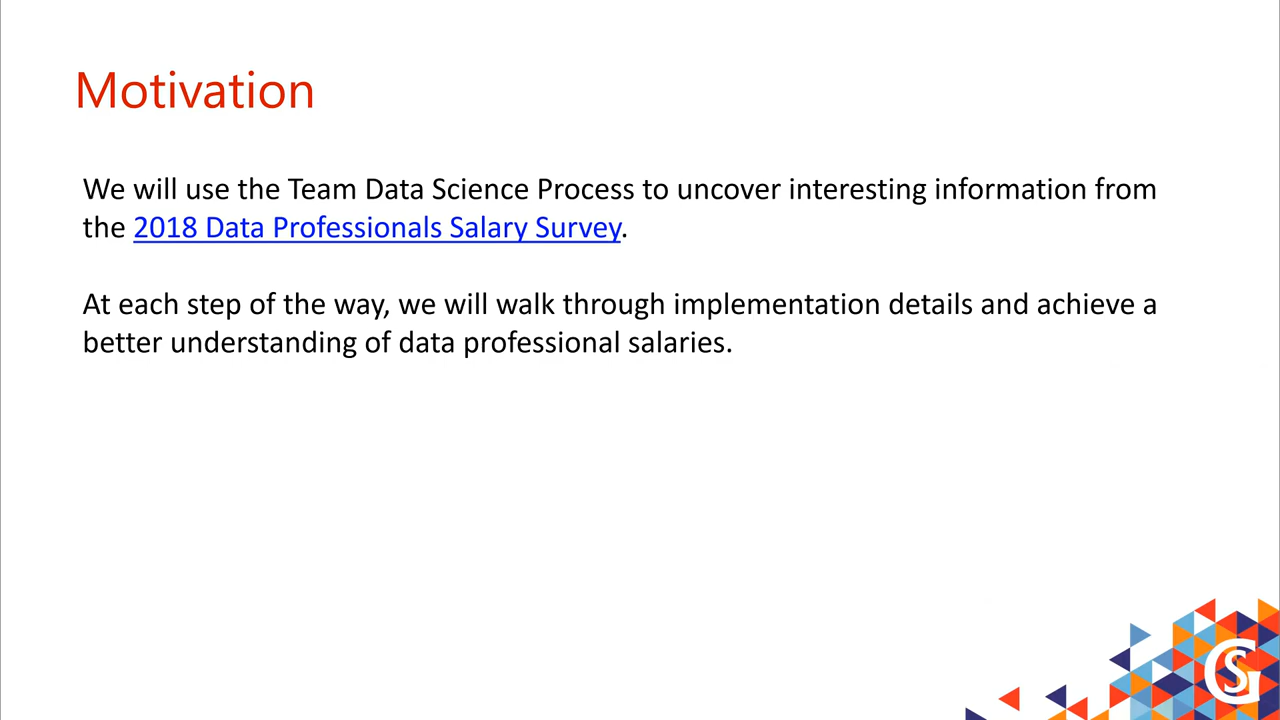 Motivation
We will use the Team Data Science Process to uncover interesting information from
the 2018 Data Professionals Salary Survey.
At each step of the way, we will walk through implementation details and achieve a
better understanding of data professional salaries.
GS